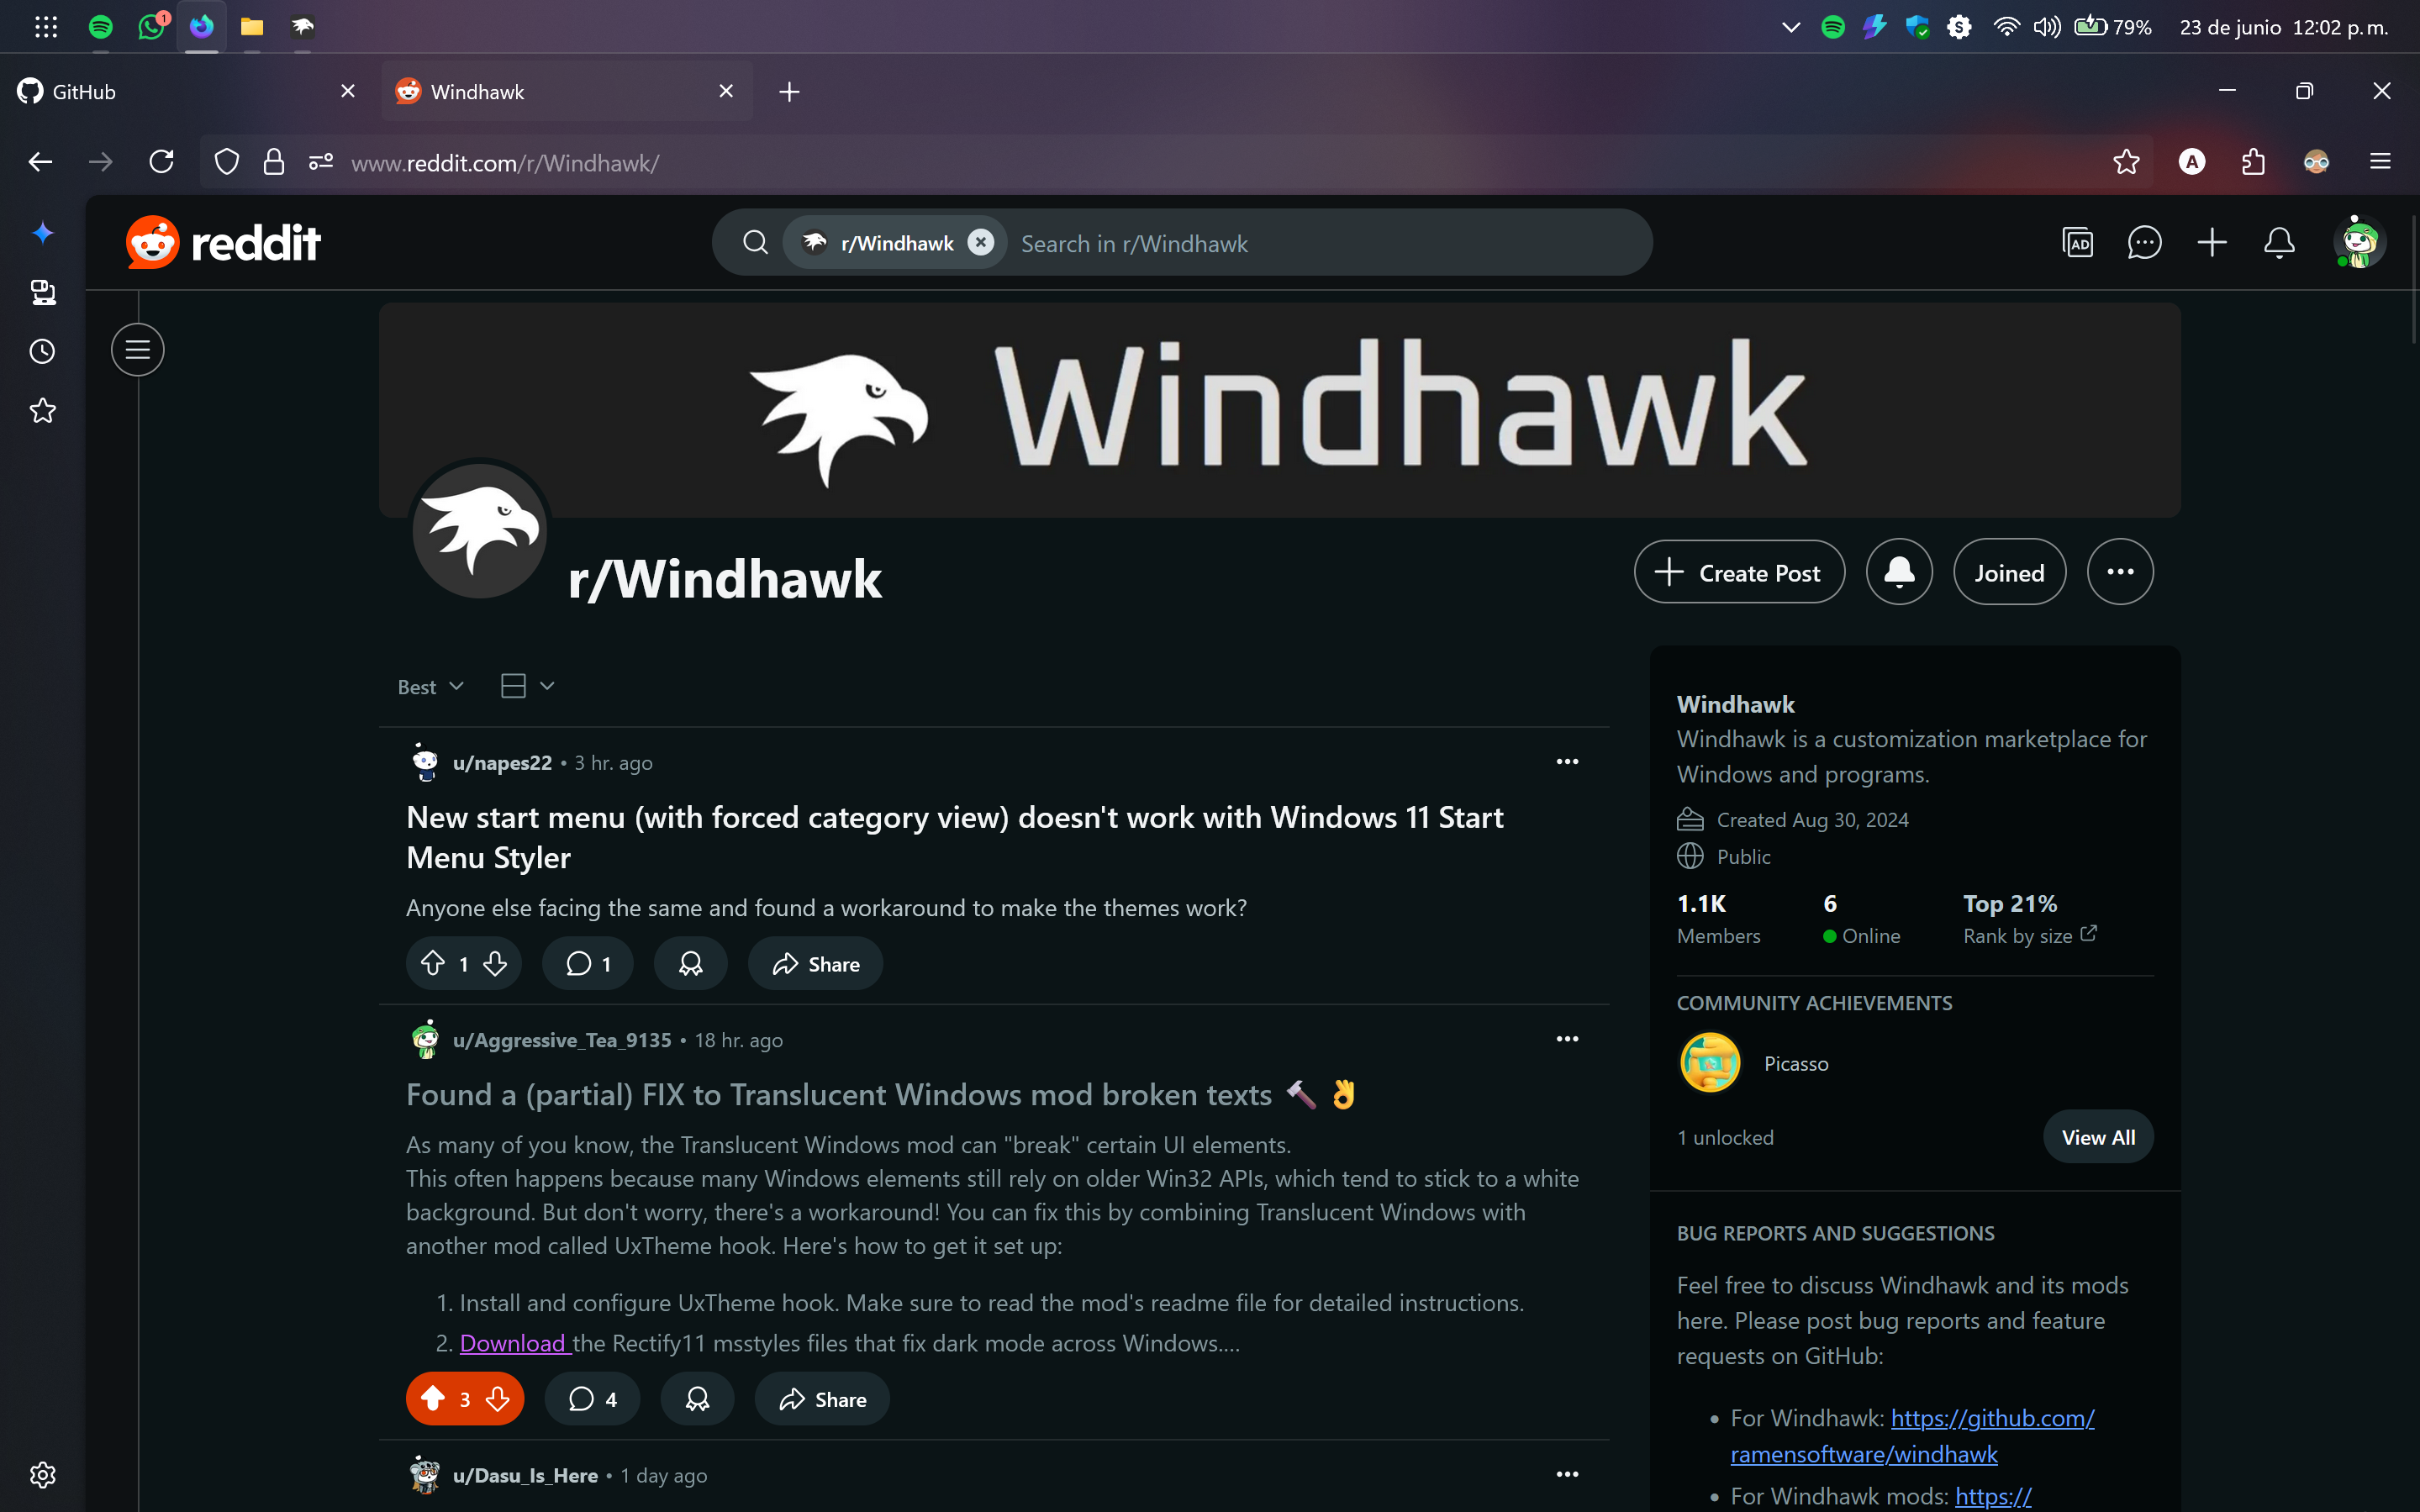 1
79%
23 de junio 12:02 p.m.
GitHub
Windhawk
www.reddit.com/r/Windhawk/
A
reddit
r/Windhawk
Search in r/Windhawk
AD
Windhawk
r/Windhawk
Create Post
Joined
Best
u/napes22 • 3 hr. ago
New start menu (with forced category view) doesn't work with Windows 11 Start
Menu Styler
Anyone else facing the same and found a workaround to make the themes work?
1
1
Share
u/Aggressive_Tea_9135 • 18 hr. ago
Found a (partial) FIX to Translucent Windows mod broken texts 🔨 👌
As many of you know, the Translucent Windows mod can "break" certain UI elements.
This often happens because many Windows elements still rely on older Win32 APIs, which tend to stick to a white
background. But don't worry, there's a workaround! You can fix this by combining Translucent Windows with
another mod called UxTheme hook. Here's how to get it set up:
1. Install and configure UxTheme hook. Make sure to read the mod's readme file for detailed instructions.
2. Download the Rectify11 msstyles files that fix dark mode across Windows....
3
4
Share
u/Dasu_Is_Here • 1 day ago
Windhawk
Windhawk is a customization marketplace for
Windows and programs.
Created Aug 30, 2024
Public
1.1K 6 Top 21%
Members Online Rank by size
COMMUNITY ACHIEVEMENTS
Picasso
1 unlocked
View All
BUG REPORTS AND SUGGESTIONS
Feel free to discuss Windhawk and its mods
here. Please post bug reports and feature
requests on GitHub:
• For Windhawk: https://github.com/
ramensoftware/windhawk
• For Windhawk mods: https://